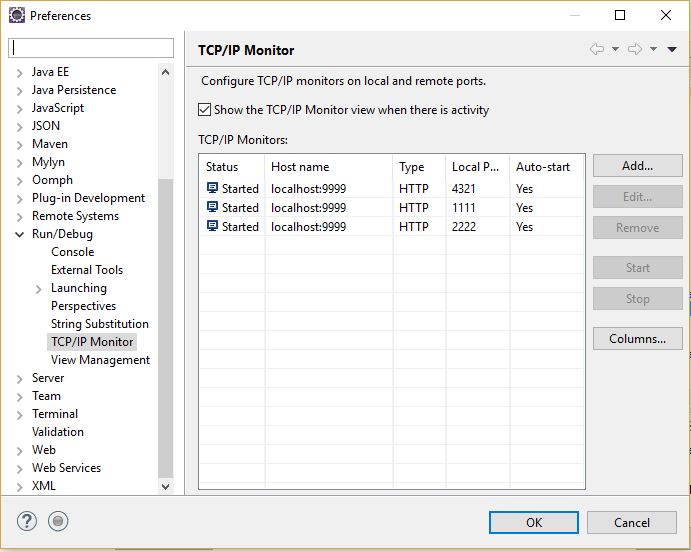 Preferences
Java EE
Java Persistence
JavaScript
JSON
Maven
Mylyn
Oomph
Plug-in Development
Remote Systems
Run/Debug
Console
External Tools
Launching
Perspectives
String Substitution
TCP/IP Monitor
View Management
Server
Team
Terminal
Validation
Web
Web Services
XML
TCP/IP Monitor
Configure TCP/IP monitors on local and remote ports.
Show the TCP/IP Monitor view when there is activity
TCP/IP Monitors:
Status Host name Type Local P... Auto-start
Started localhost:9999 HTTP 4321 Yes
Started localhost:9999 HTTP 1111 Yes
Started localhost:9999 HTTP 2222 Yes
Add...
Edit...
Remove
Start
Stop
Columns...
?
OK Cancel